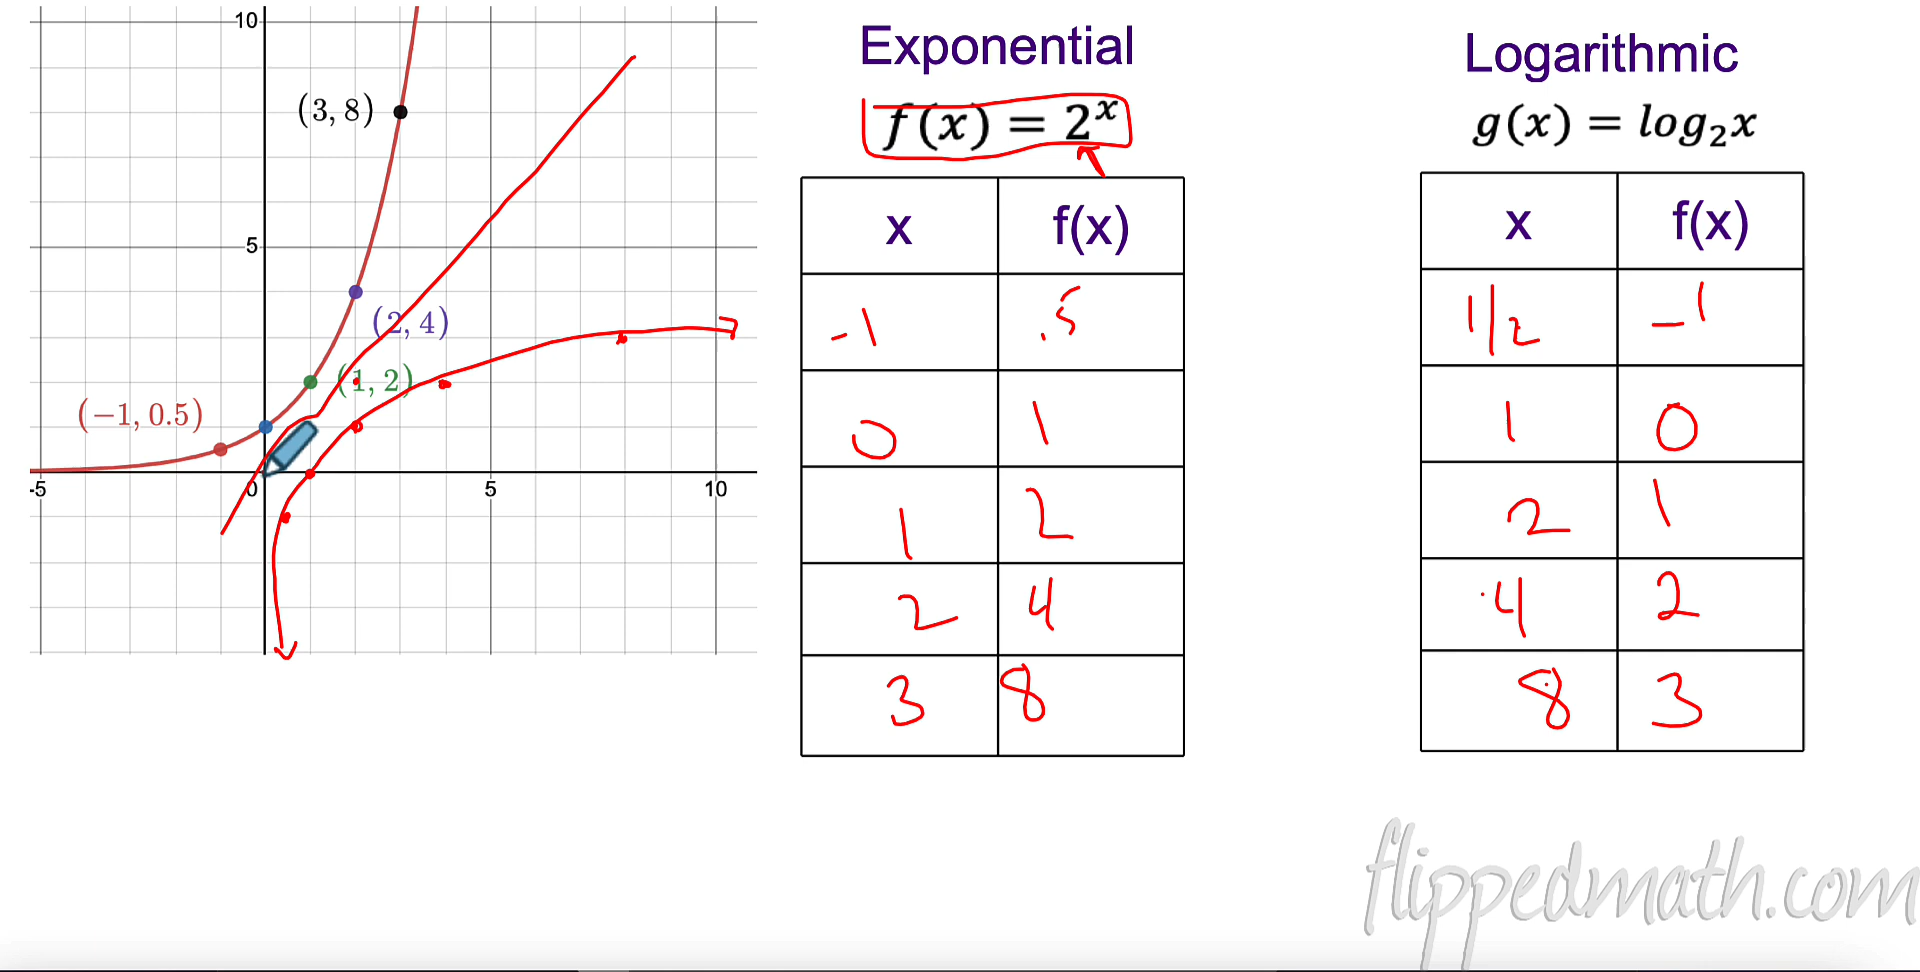 10
(3, 8)
5
(2, 4)
(1, 2)
(−1, 0.5)
-5
0
5
10
Exponential
f(x) = 2ˣ
x f(x)
-1 .5
0 1
1 2
2 4
3 8
Logarithmic
g(x) = log₂x
x f(x)
1/2 -1
1 0
2 1
4 2
8 3
flippedmath.com